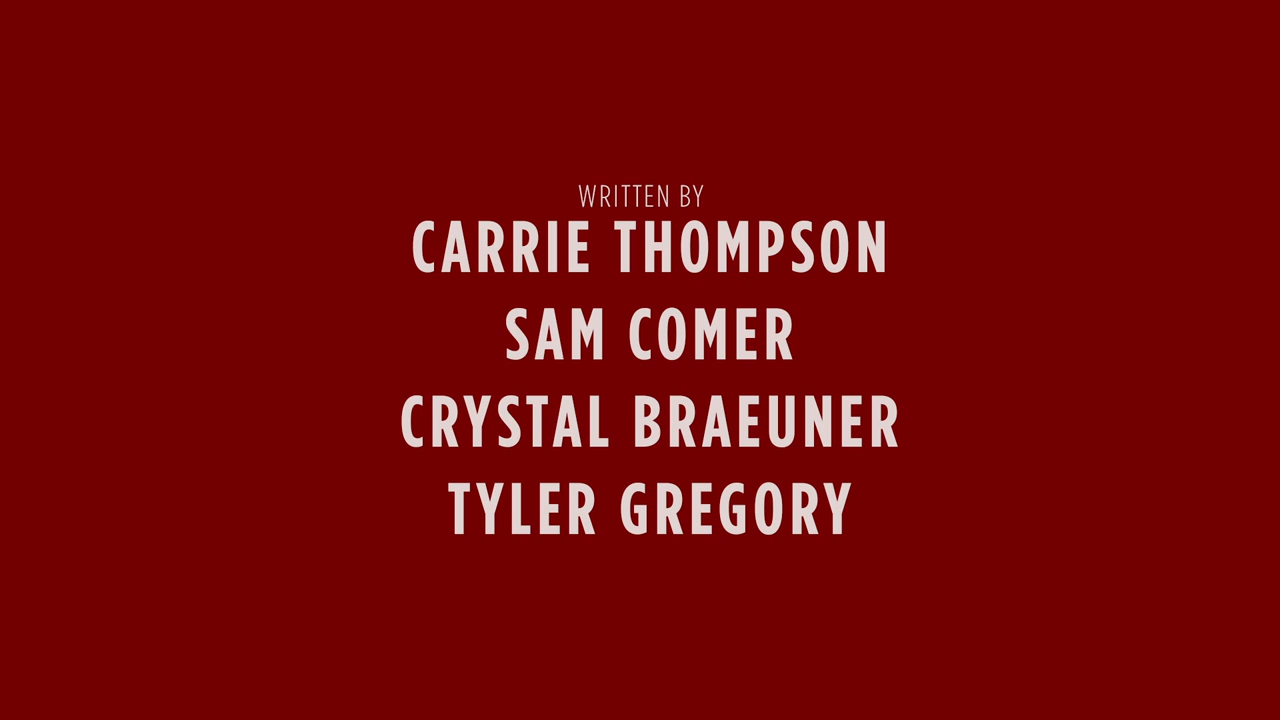 WRITTEN BY
CARRIE THOMPSON
SAM COMER
CRYSTAL BRAEUNER
TYLER GREGORY